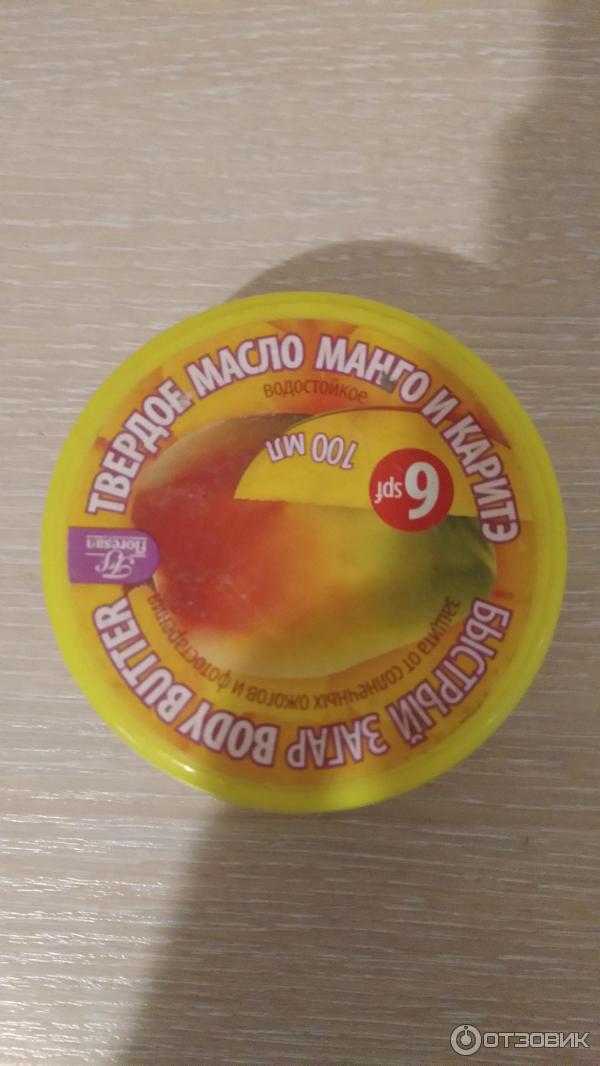 ТВЕРДОЕ МАСЛО МАНГО И КАРИТЭ
ВОДОСТОЙКОЕ
100 МЛ
6 spf
floresan
БЫСТРЫЙ ЗАГАР BODY BUTTER
защита от солнечных ожогов и фотостарения
ОТЗОВИК